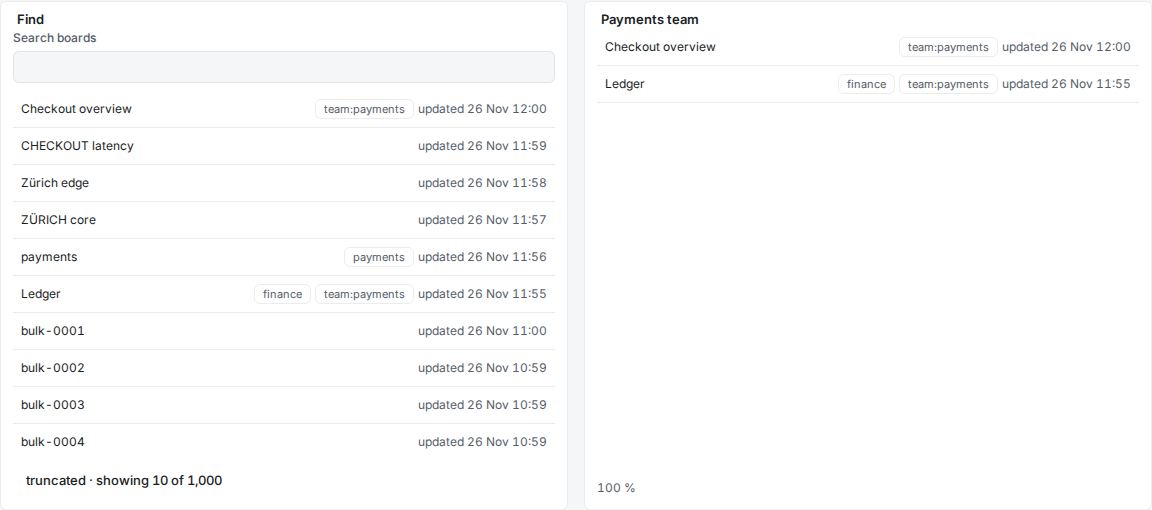 Find
Search boards
Checkout overview team:payments updated 26 Nov 12:00
CHECKOUT latency updated 26 Nov 11:59
Zürich edge updated 26 Nov 11:58
ZÜRICH core updated 26 Nov 11:57
payments payments updated 26 Nov 11:56
Ledger finance team:payments updated 26 Nov 11:55
bulk-0001 updated 26 Nov 11:00
bulk-0002 updated 26 Nov 10:59
bulk-0003 updated 26 Nov 10:59
bulk-0004 updated 26 Nov 10:59
truncated · showing 10 of 1,000
Payments team
Checkout overview team:payments updated 26 Nov 12:00
Ledger finance team:payments updated 26 Nov 11:55
100 %